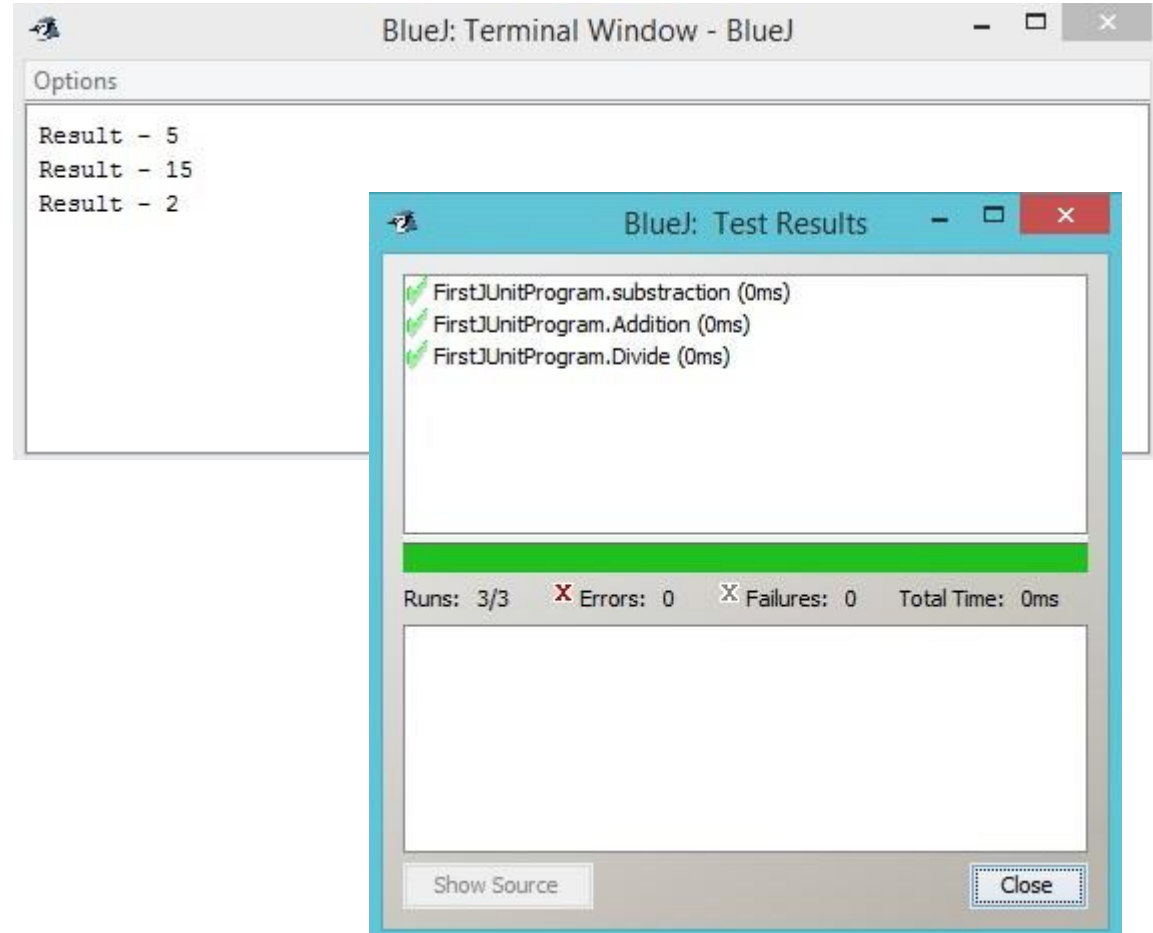 BlueJ: Terminal Window - BlueJ
Options
Result - 5
Result - 15
Result - 2
BlueJ: Test Results
FirstJUnitProgram.substraction (0ms)
FirstJUnitProgram.Addition (0ms)
FirstJUnitProgram.Divide (0ms)
Runs: 3/3 X Errors: 0 X Failures: 0 Total Time: 0ms
Show Source Close